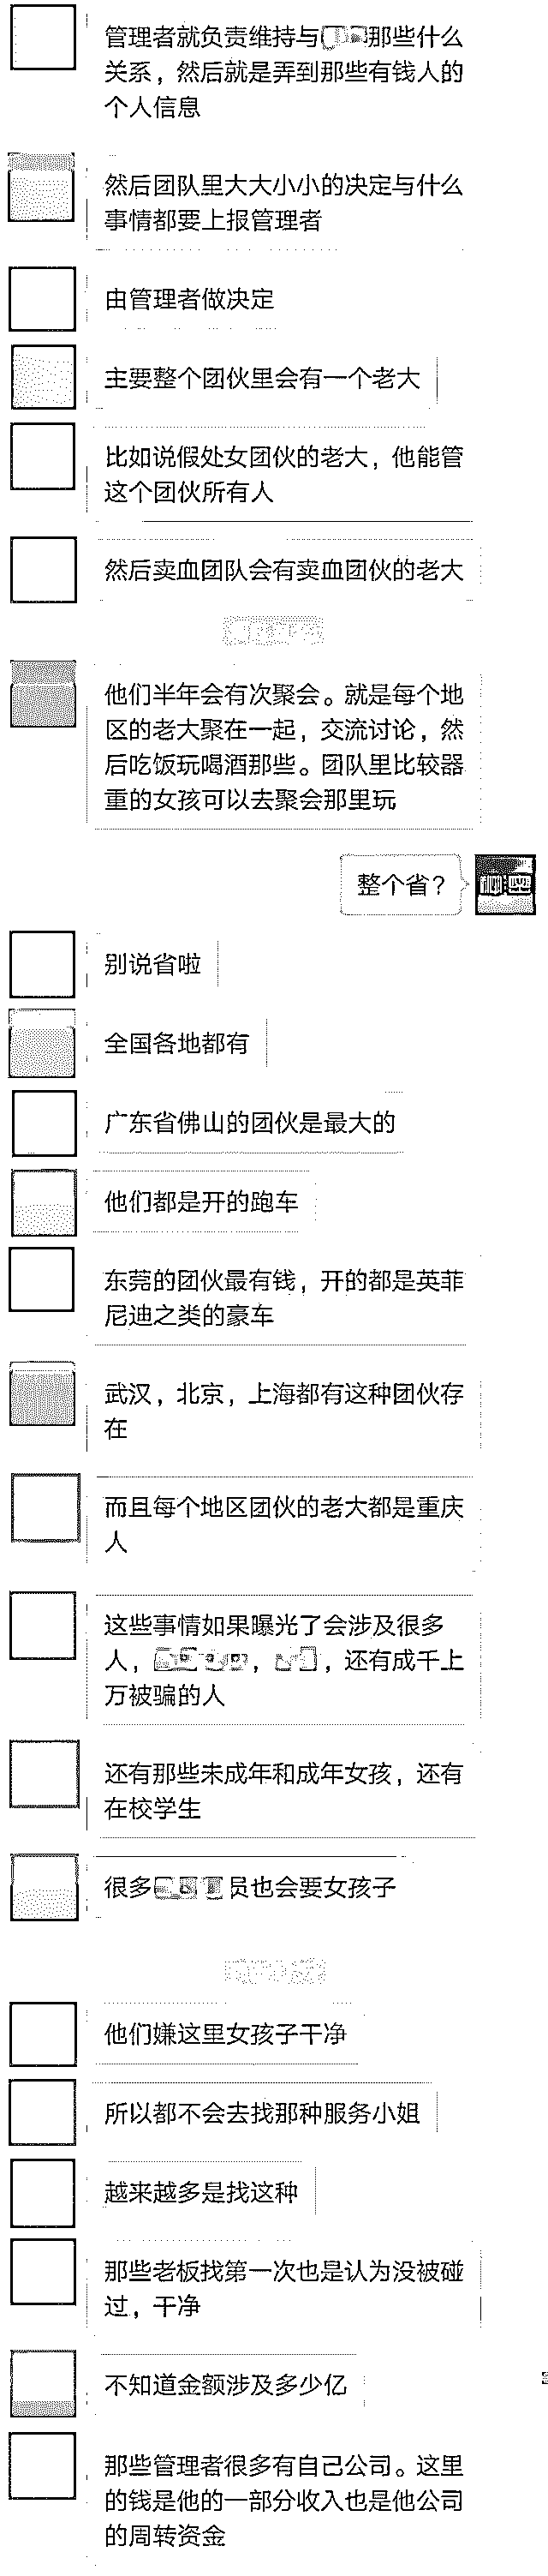 管理者就负责维持与那些什么
关系，然后就是弄到那些有钱人的
个人信息
然后团队里大大小小的决定与什么
事情都要上报管理者
由管理者做决定
主要整个团伙里会有一个老大
比如说假处女团伙的老大，他能管
这个团伙所有人
然后卖血团队会有卖血团伙的老大
他们半年会有次聚会。就是每个地
区的老大聚在一起，交流讨论，然
后吃饭玩喝酒那些。团队里比较器
重的女孩可以去聚会那里玩
整个省？
别说省啦
全国各地都有
广东省佛山的团伙是最大的
他们都是开的跑车
东莞的团伙最有钱，开的都是英菲
尼迪之类的豪车
武汉，北京，上海都有这种团伙存
在
而且每个地区团伙的老大都是重庆
人
这些事情如果曝光了会涉及很多
人，，，还有成千上
万被骗的人
还有那些未成年和成年女孩，还有
在校学生
很多员也会要女孩子
他们嫌这里女孩子干净
所以都不会去找那种服务小姐
越来越多是找这种
那些老板找第一次也是认为没被碰
过，干净
不知道金额涉及多少亿
那些管理者很多有自己公司。这里
的钱是他的一部分收入也是他公司
的周转资金